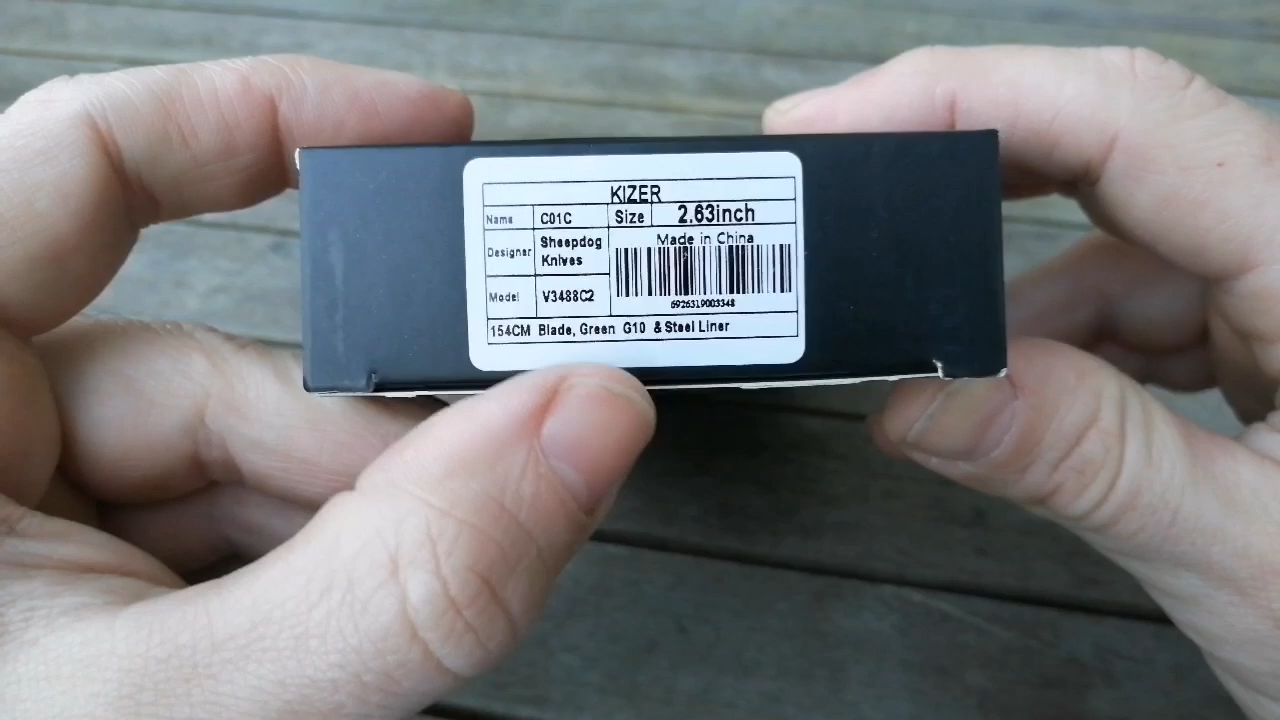 KIZER
Name C01C Size 2.63inch
Designer Sheepdog Knives
Made in China
6926319003348
Model V3488C2
154CM Blade, Green G10 & Steel Liner